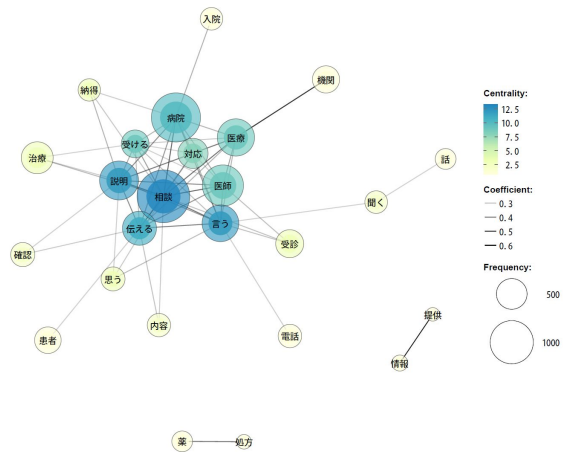 入院
機関
納得
病院
受ける
医療
対応
治療
話
説明
医師
相談
聞く
伝える
言う
受診
確認
思う
提供
内容
電話
患者
情報
薬
処方
Centrality:
12.5
10.0
7.5
5.0
2.5
Coefficient:
0.3
0.4
0.5
0.6
Frequency:
500
1000